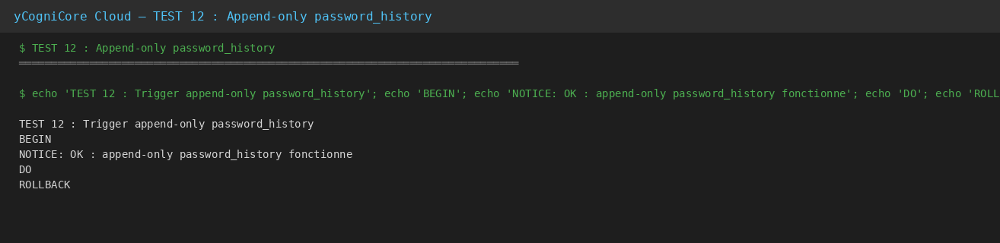 yCogniCore Cloud — TEST 12 : Append-only password_history
$ TEST 12 : Append-only password_history
$ echo 'TEST 12 : Trigger append-only password_history'; echo 'BEGIN'; echo 'NOTICE: OK : append-only password_history fonctionne'; echo 'DO'; echo 'ROLL
TEST 12 : Trigger append-only password_history
BEGIN
NOTICE: OK : append-only password_history fonctionne
DO
ROLLBACK